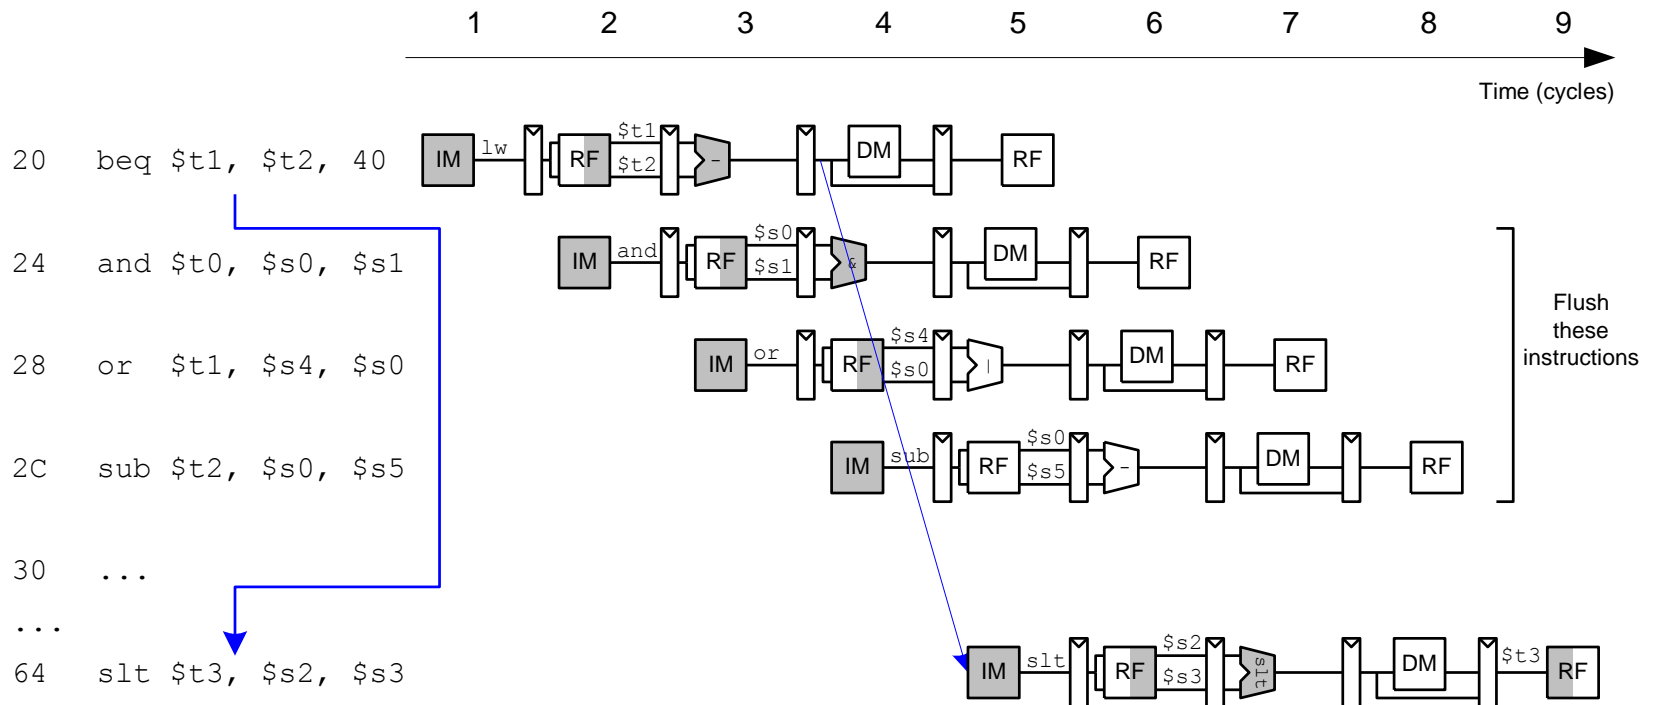 1 2 3 4 5 6 7 8 9
Time (cycles)
20 beq $t1, $t2, 40 IM lw RF $t1 $t2 - DM RF
24 and $t0, $s0, $s1 IM and RF $s0 $s1 & DM RF
28 or $t1, $s4, $s0 IM or RF $s4 $s0 | DM RF
2C sub $t2, $s0, $s5 IM sub RF $s0 $s5 - DM RF
Flush
these
instructions
30 ...
...
64 slt $t3, $s2, $s3 IM slt RF $s2 $s3 slt DM $t3 RF